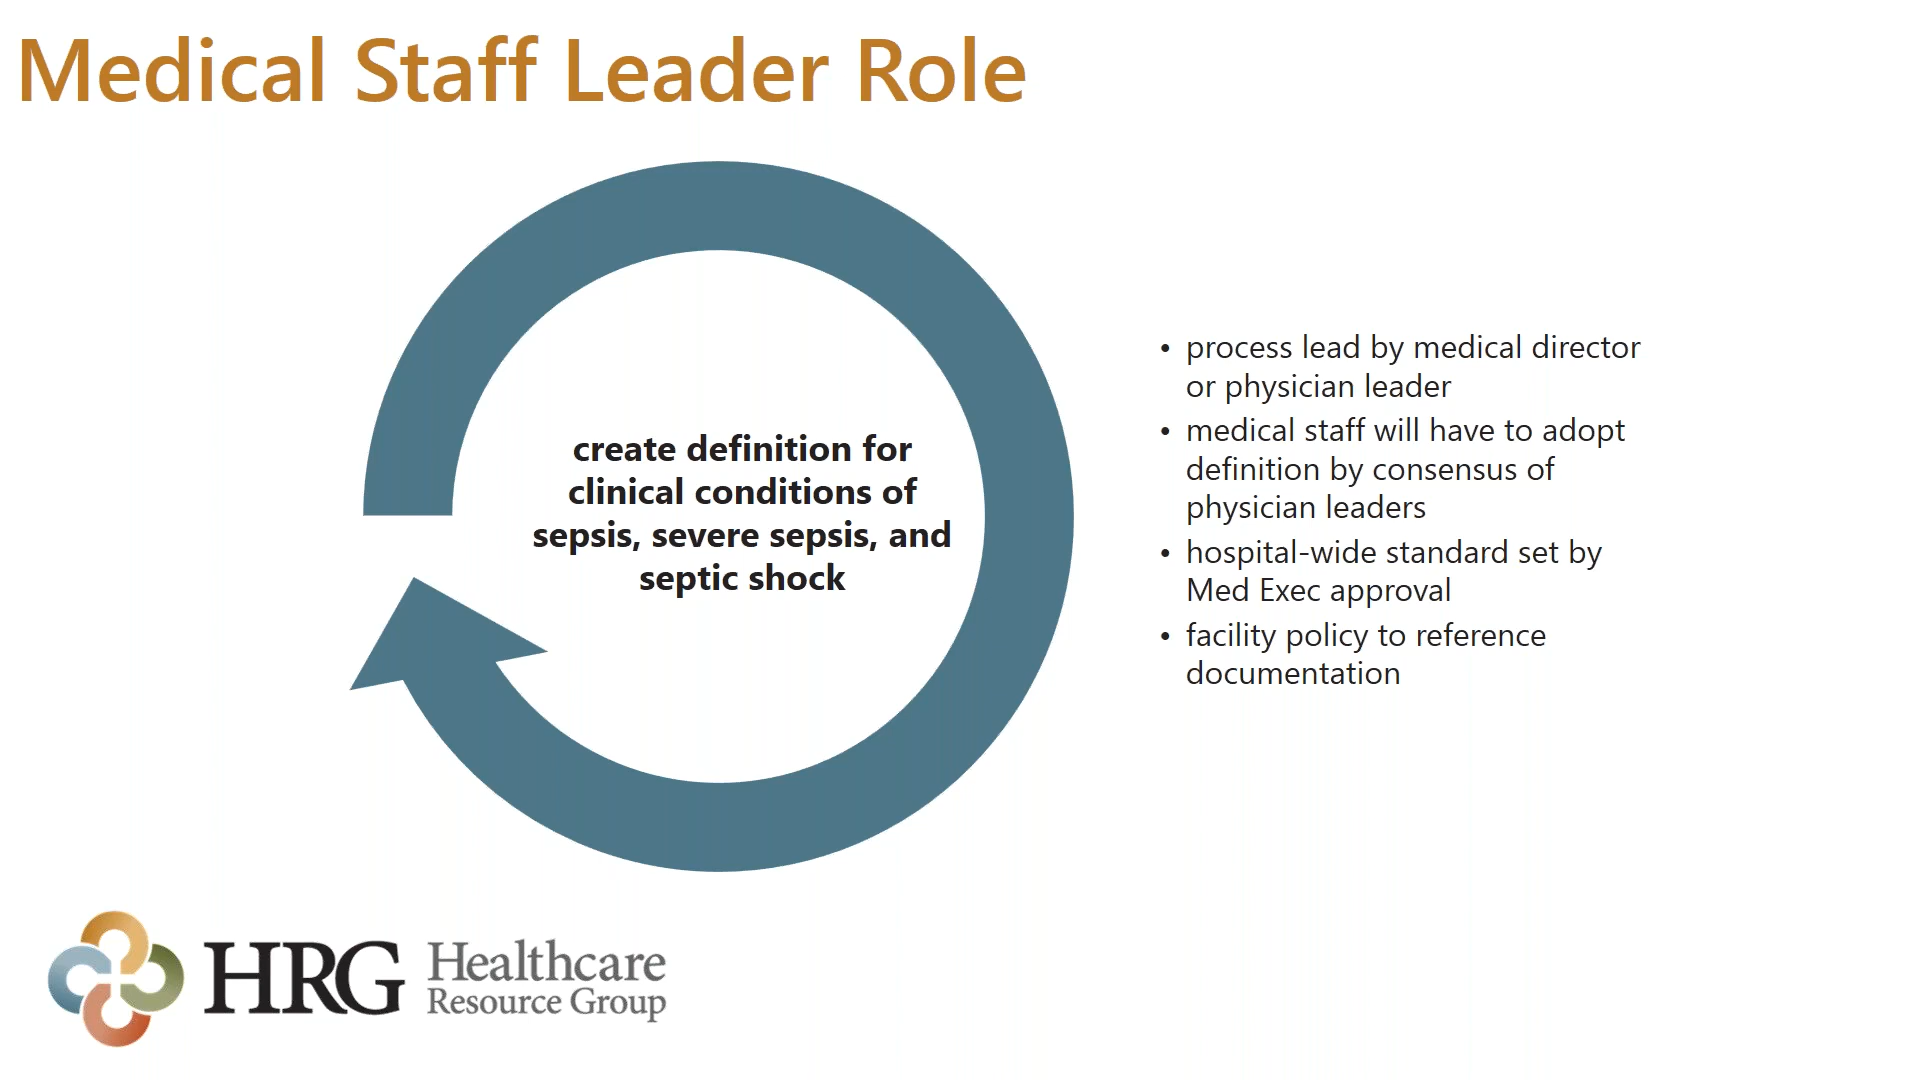 Medical Staff Leader Role
create definition for
clinical conditions of
sepsis, severe sepsis, and
septic shock
• process lead by medical director
or physician leader
• medical staff will have to adopt
definition by consensus of
physician leaders
• hospital-wide standard set by
Med Exec approval
• facility policy to reference
documentation
HRG Healthcare
Resource Group